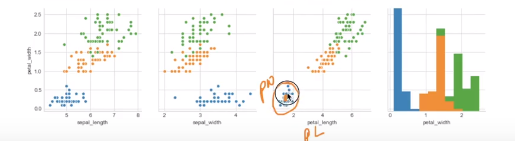 2.5
2.0
1.5
1.0
0.5
0.0
petal_width
5 6 7 8
sepal_length
2 3 4
sepal_width
PW
2 4 6
petal_length
PL
0 1 2
petal_width